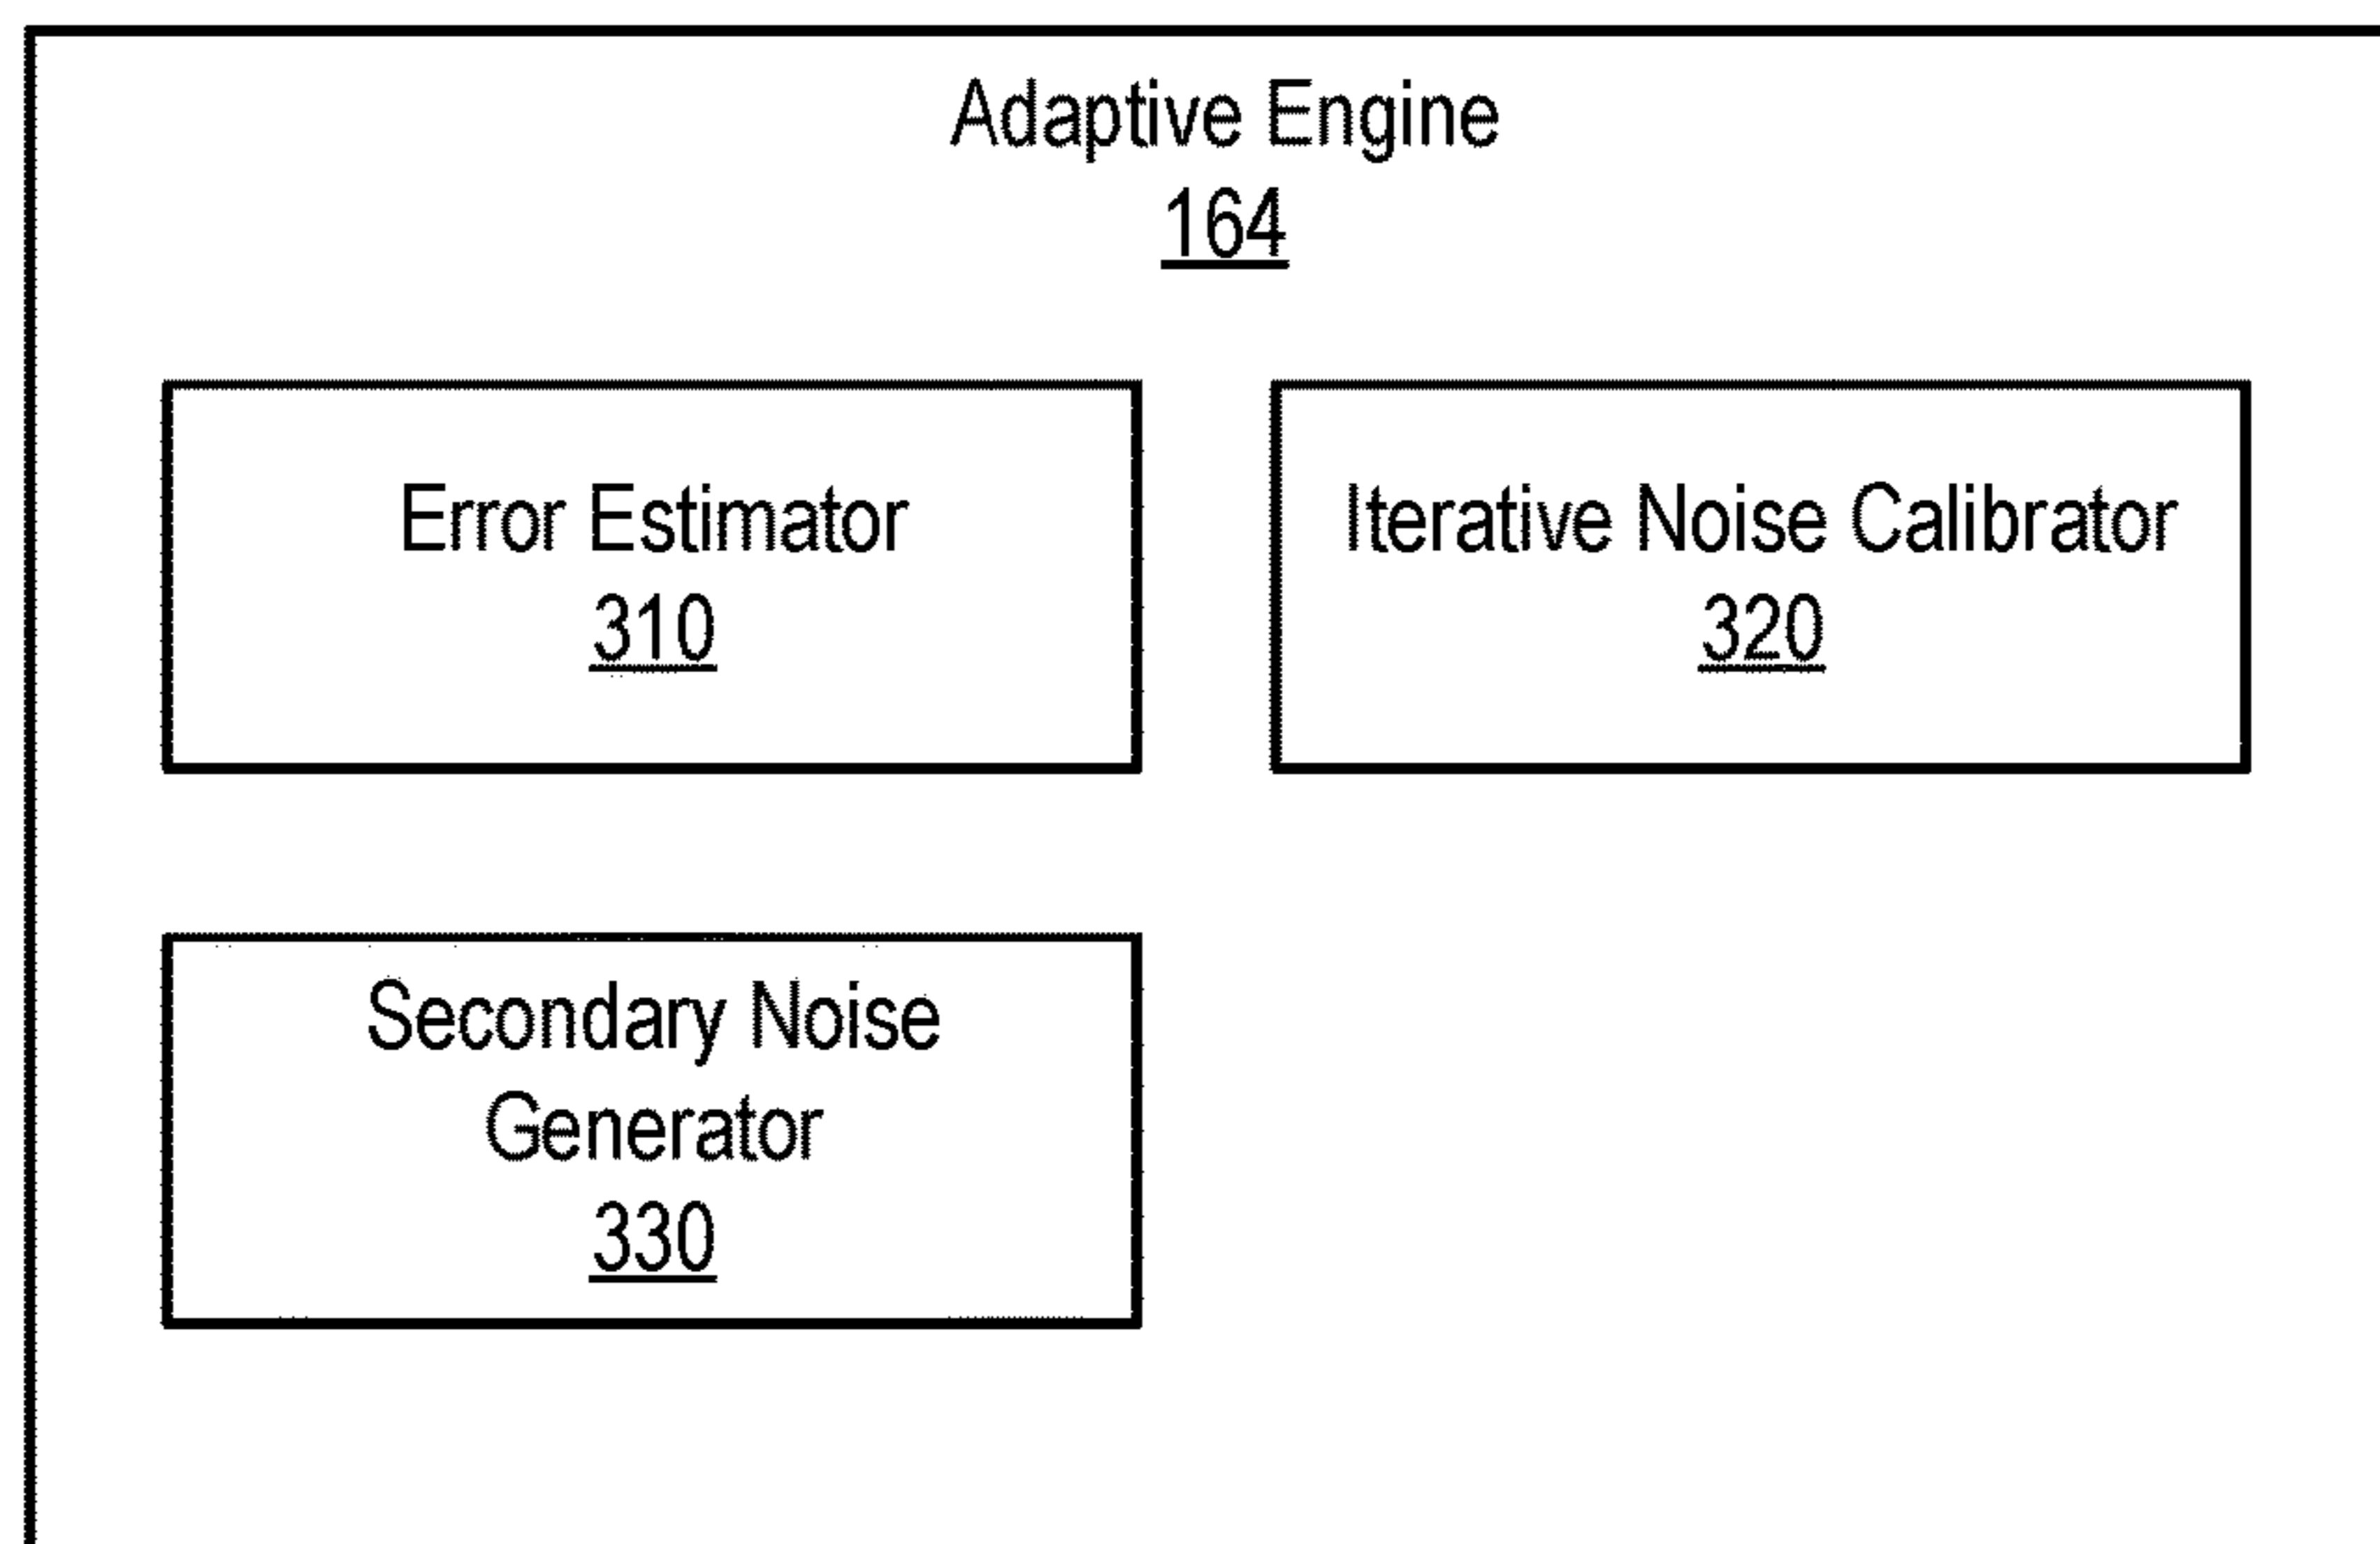 Adaptive Engine
164
Error Estimator
310
Iterative Noise Calibrator
320
Secondary Noise
Generator
330